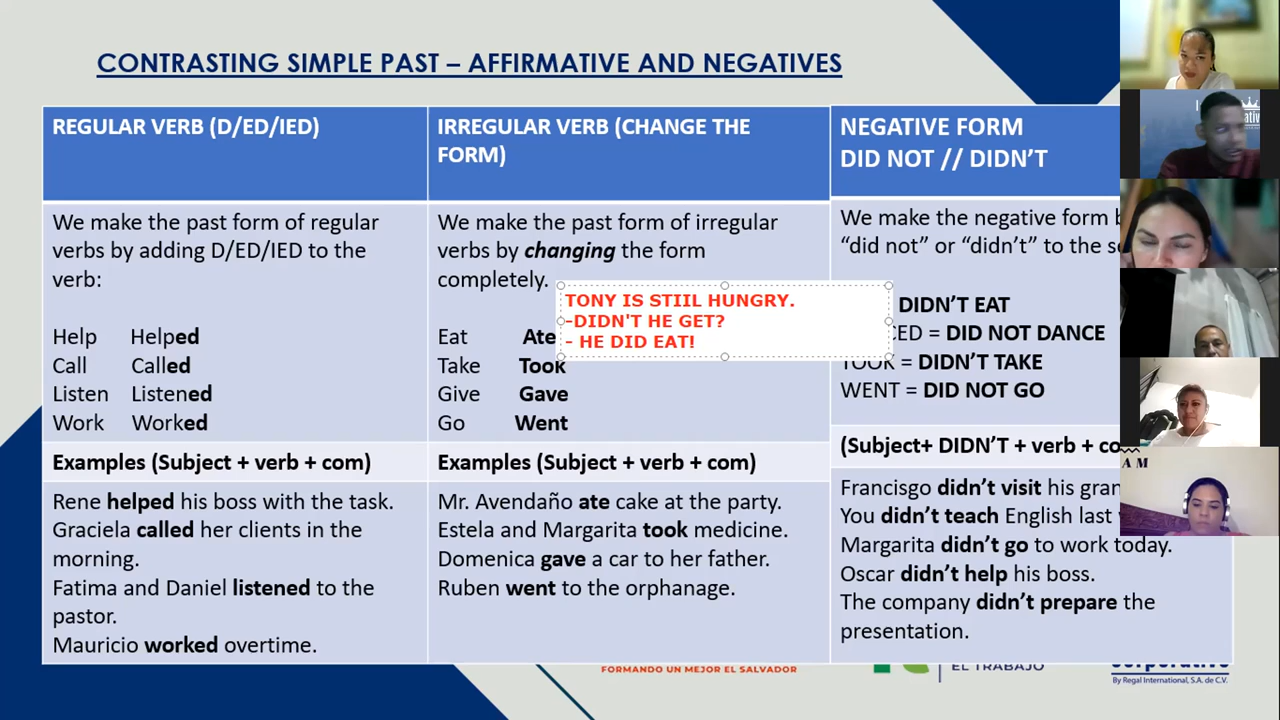 CONTRASTING SIMPLE PAST – AFFIRMATIVE AND NEGATIVES
REGULAR VERB (D/ED/IED)
We make the past form of regular
verbs by adding D/ED/IED to the
verb:
Help Helped
Call Called
Listen Listened
Work Worked
Examples (Subject + verb + com)
Rene helped his boss with the task.
Graciela called her clients in the
morning.
Fatima and Daniel listened to the
pastor.
Mauricio worked overtime.
IRREGULAR VERB (CHANGE THE
FORM)
We make the past form of irregular
verbs by changing the form
completely.
Eat Ate
Take Took
Give Gave
Go Went
Examples (Subject + verb + com)
Mr. Avendaño ate cake at the party.
Estela and Margarita took medicine.
Domenica gave a car to her father.
Ruben went to the orphanage.
TONY IS STIIL HUNGRY.
-DIDN'T HE GET?
- HE DID EAT!
NEGATIVE FORM
DID NOT // DIDN’T
We make the negative form
“did not” or “didn’t” to the
DIDN’T EAT
= DID NOT DANCE
TOOK = DIDN’T TAKE
WENT = DID NOT GO
(Subject+ DIDN’T + verb +
Francisgo didn’t visit his
You didn’t teach English last
Margarita didn’t go to work today.
Oscar didn’t help his boss.
The company didn’t prepare the
presentation.
FORMANDO UN MEJOR EL SALVADOR
EL TRABAJO
corporativo
By Regal International, S.A. de C.V.
A M